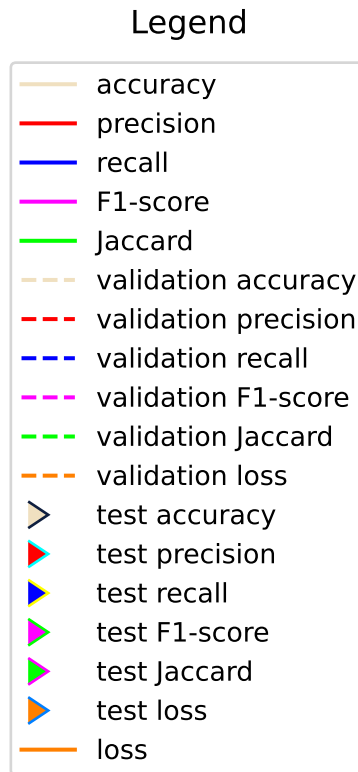 Legend
accuracy
precision
recall
F1-score
Jaccard
validation accuracy
validation precision
validation recall
validation F1-score
validation Jaccard
validation loss
test accuracy
test precision
test recall
test F1-score
test Jaccard
test loss
loss